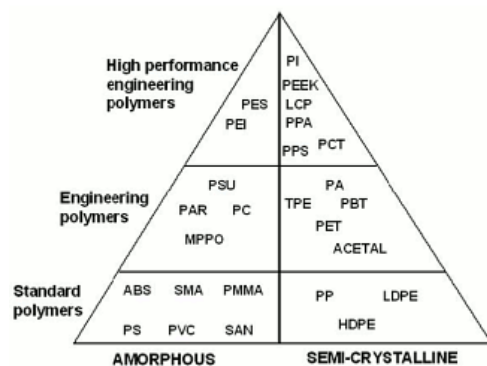 High performance
engineering
polymers
PI
PEEK
PES LCP
PEI PPA
PPS PCT
Engineering
polymers
PSU PA
PAR PC TPE PBT
MPPO PET
ACETAL
Standard
polymers
ABS SMA PMMA PP LDPE
PS PVC SAN HDPE
AMORPHOUS SEMI-CRYSTALLINE